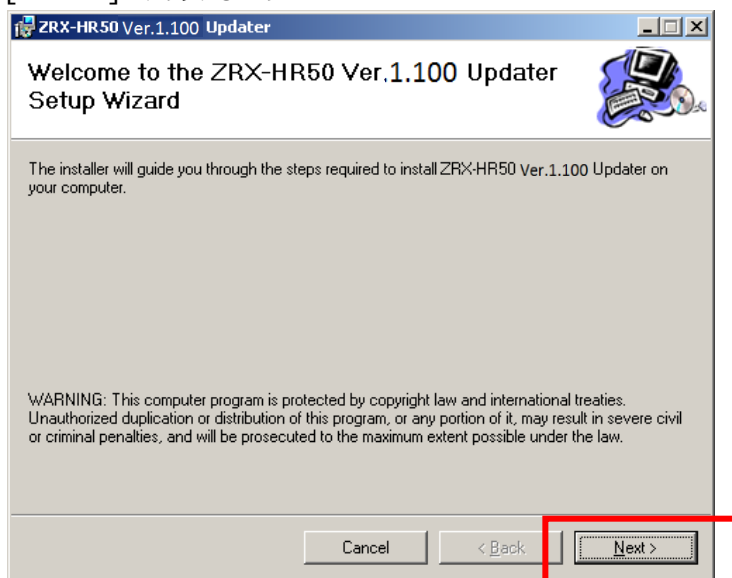 ZRX-HR50 Ver.1.100 Updater
Welcome to the ZRX-HR50 Ver.1.100 Updater
Setup Wizard
The installer will guide you through the steps required to install ZRX-HR50 Ver.1.100 Updater on
your computer.
WARNING: This computer program is protected by copyright law and international treaties.
Unauthorized duplication or distribution of this program, or any portion of it, may result in severe civil
or criminal penalties, and will be prosecuted to the maximum extent possible under the law.
Cancel
< Back
Next >